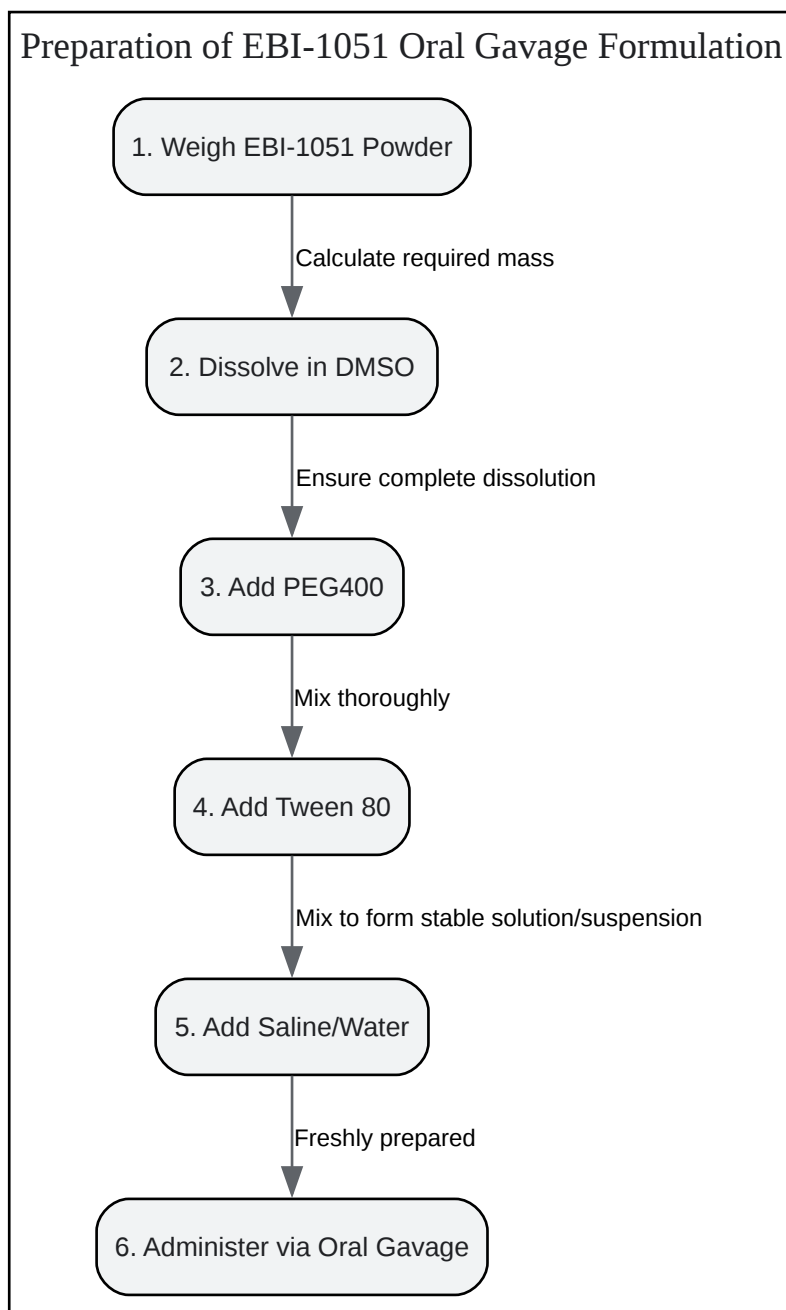 Preparation of EBI-1051 Oral Gavage Formulation
1. Weigh EBI-1051 Powder
Calculate required mass
2. Dissolve in DMSO
Ensure complete dissolution
3. Add PEG400
Mix thoroughly
4. Add Tween 80
Mix to form stable solution/suspension
5. Add Saline/Water
Freshly prepared
6. Administer via Oral Gavage